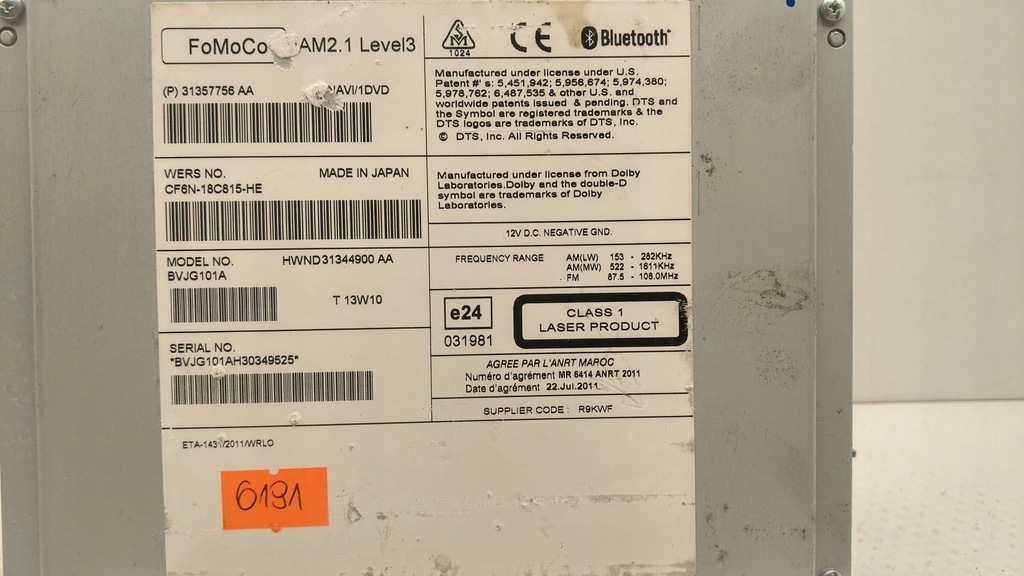 FoMoCo AM2.1 Level3
(P) 31357756 AA NAVI/1DVD
WERS NO. MADE IN JAPAN
CF6N-18C815-HE
MODEL NO. HWND31344900 AA
BVJG101A
T 13W10
SERIAL NO.
*BVJG101AH30349525*
ETA-1431/2011/WRLO
6191
1024
CE
Bluetooth
Manufactured under license under U.S.
Patent #' s: 5,451,942; 5,956,674; 5,974,380;
5,978,762; 6,487,535 & other U.S. and
worldwide patents issued & pending. DTS and
the Symbol are registered trademarks & the
DTS logos are trademarks of DTS, Inc.
© DTS, Inc. All Rights Reserved.
Manufactured under license from Dolby
Laboratories.Dolby and the double-D
symbol are trademarks of Dolby
Laboratories.
12V D.C. NEGATIVE GND.
FREQUENCY RANGE AM(LW) 153 - 282KHz
AM(MW) 522 - 1611KHz
FM 87.5 - 108.0MHz
e24
031981
CLASS 1
LASER PRODUCT
AGREE PAR L'ANRT MAROC
Numéro d'agrément MR 6414 ANRT 2011
Date d'agrément 22.Jul.2011
SUPPLIER CODE : R9KWF